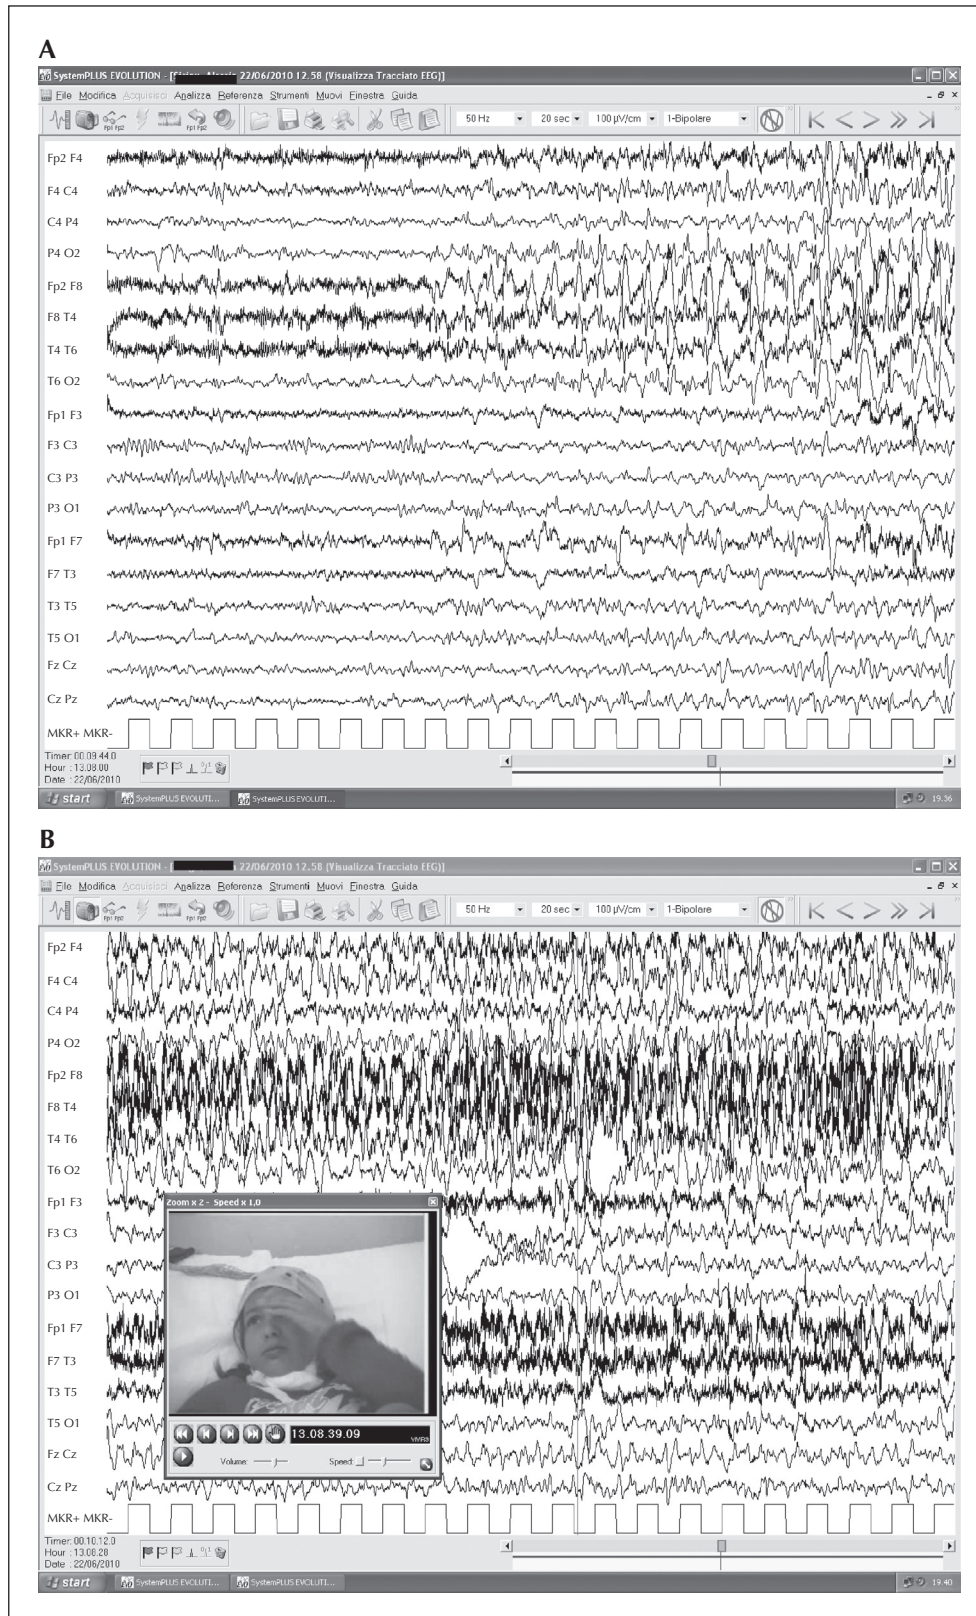 A
SystemPLUS EVOLUTION - [ 22/06/2010 12.58 (Visualizza Tracciato EEG)]
File Modifica Acquisisci Analizza Referenza Strumenti Muovi Finestra Guida
Fp1 Fp2 Fp1 Fp2 50 Hz 20 sec 100 µV/cm 1-Bipolare
Fp2 F4
F4 C4
C4 P4
P4 O2
Fp2 F8
F8 T4
T4 T6
T6 O2
Fp1 F3
F3 C3
C3 P3
P3 O1
Fp1 F7
F7 T3
T3 T5
T5 O1
Fz Cz
Cz Pz
MKR+ MKR-
Timer: 00.09.44.0
Hour : 13.08.00
Date : 22/06/2010
start SystemPLUS EVOLUTI... SystemPLUS EVOLUTI... 19.36
B
SystemPLUS EVOLUTION - [ 22/06/2010 12.58 (Visualizza Tracciato EEG)]
File Modifica Acquisisci Analizza Referenza Strumenti Muovi Finestra Guida
Fp1 Fp2 Fp1 Fp2 50 Hz 20 sec 100 µV/cm 1-Bipolare
Fp2 F4
F4 C4
C4 P4
P4 O2
Fp2 F8
F8 T4
T4 T6
T6 O2
Fp1 F3
Zoom x 2 - Speed x 1,0
F3 C3
C3 P3
P3 O1
Fp1 F7
F7 T3
T3 T5
T5 O1
13.08.39.09
Fz Cz
Volume: Speed:
Cz Pz
MKR+ MKR-
Timer: 00.10.12.0
Hour : 13.08.28
Date : 22/06/2010
start SystemPLUS EVOLUTI... SystemPLUS EVOLUTI... 19.40